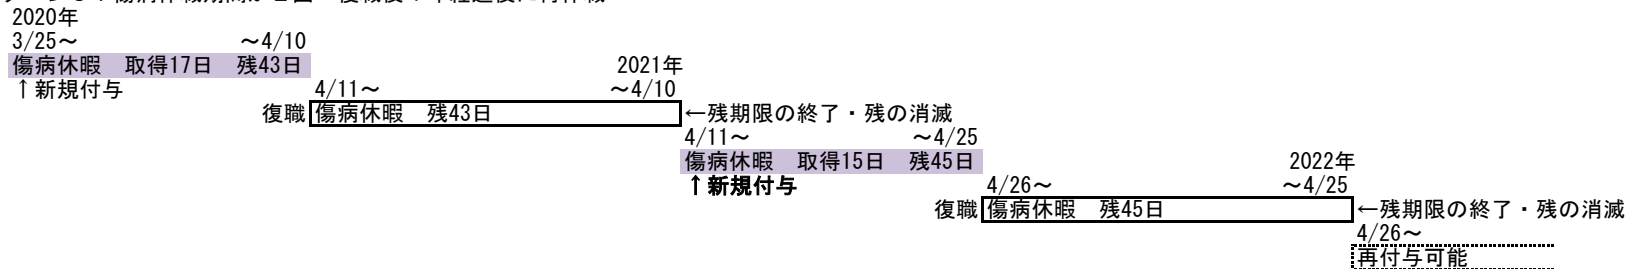 2020年
3/25～ ～4/10
傷病休暇 取得17日 残43日 2021年
↑新規付与 4/11～ ～4/10
復職 傷病休暇 残43日 ←残期限の終了・残の消滅
4/11～ ～4/25
傷病休暇 取得15日 残45日 2022年
↑新規付与 4/26～ ～4/25
復職 傷病休暇 残45日 ←残期限の終了・残の消滅
4/26～
再付与可能